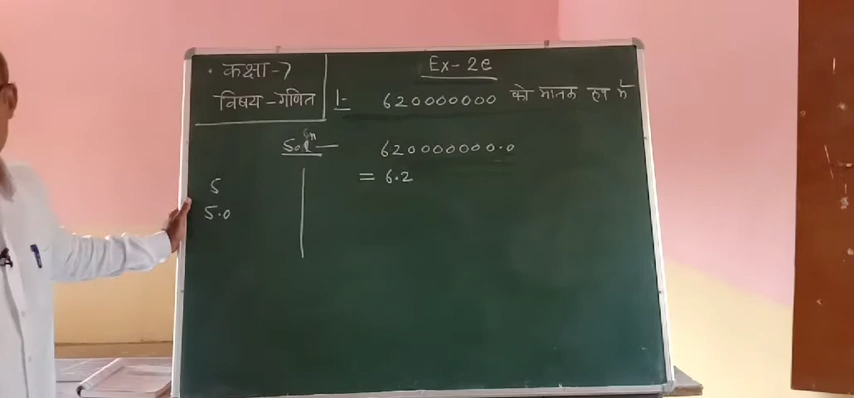 कक्षा-7
विषय-गणित
Ex-2e
1- 620000000 को मानक रूप में
Solⁿ— 620000000.0
= 6.2
5
5.0